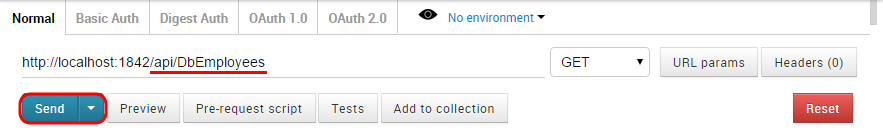 Normal Basic Auth Digest Auth OAuth 1.0 OAuth 2.0 No environment
http://localhost:1842/api/DbEmployees GET URL params Headers (0)
Send Preview Pre-request script Tests Add to collection Reset